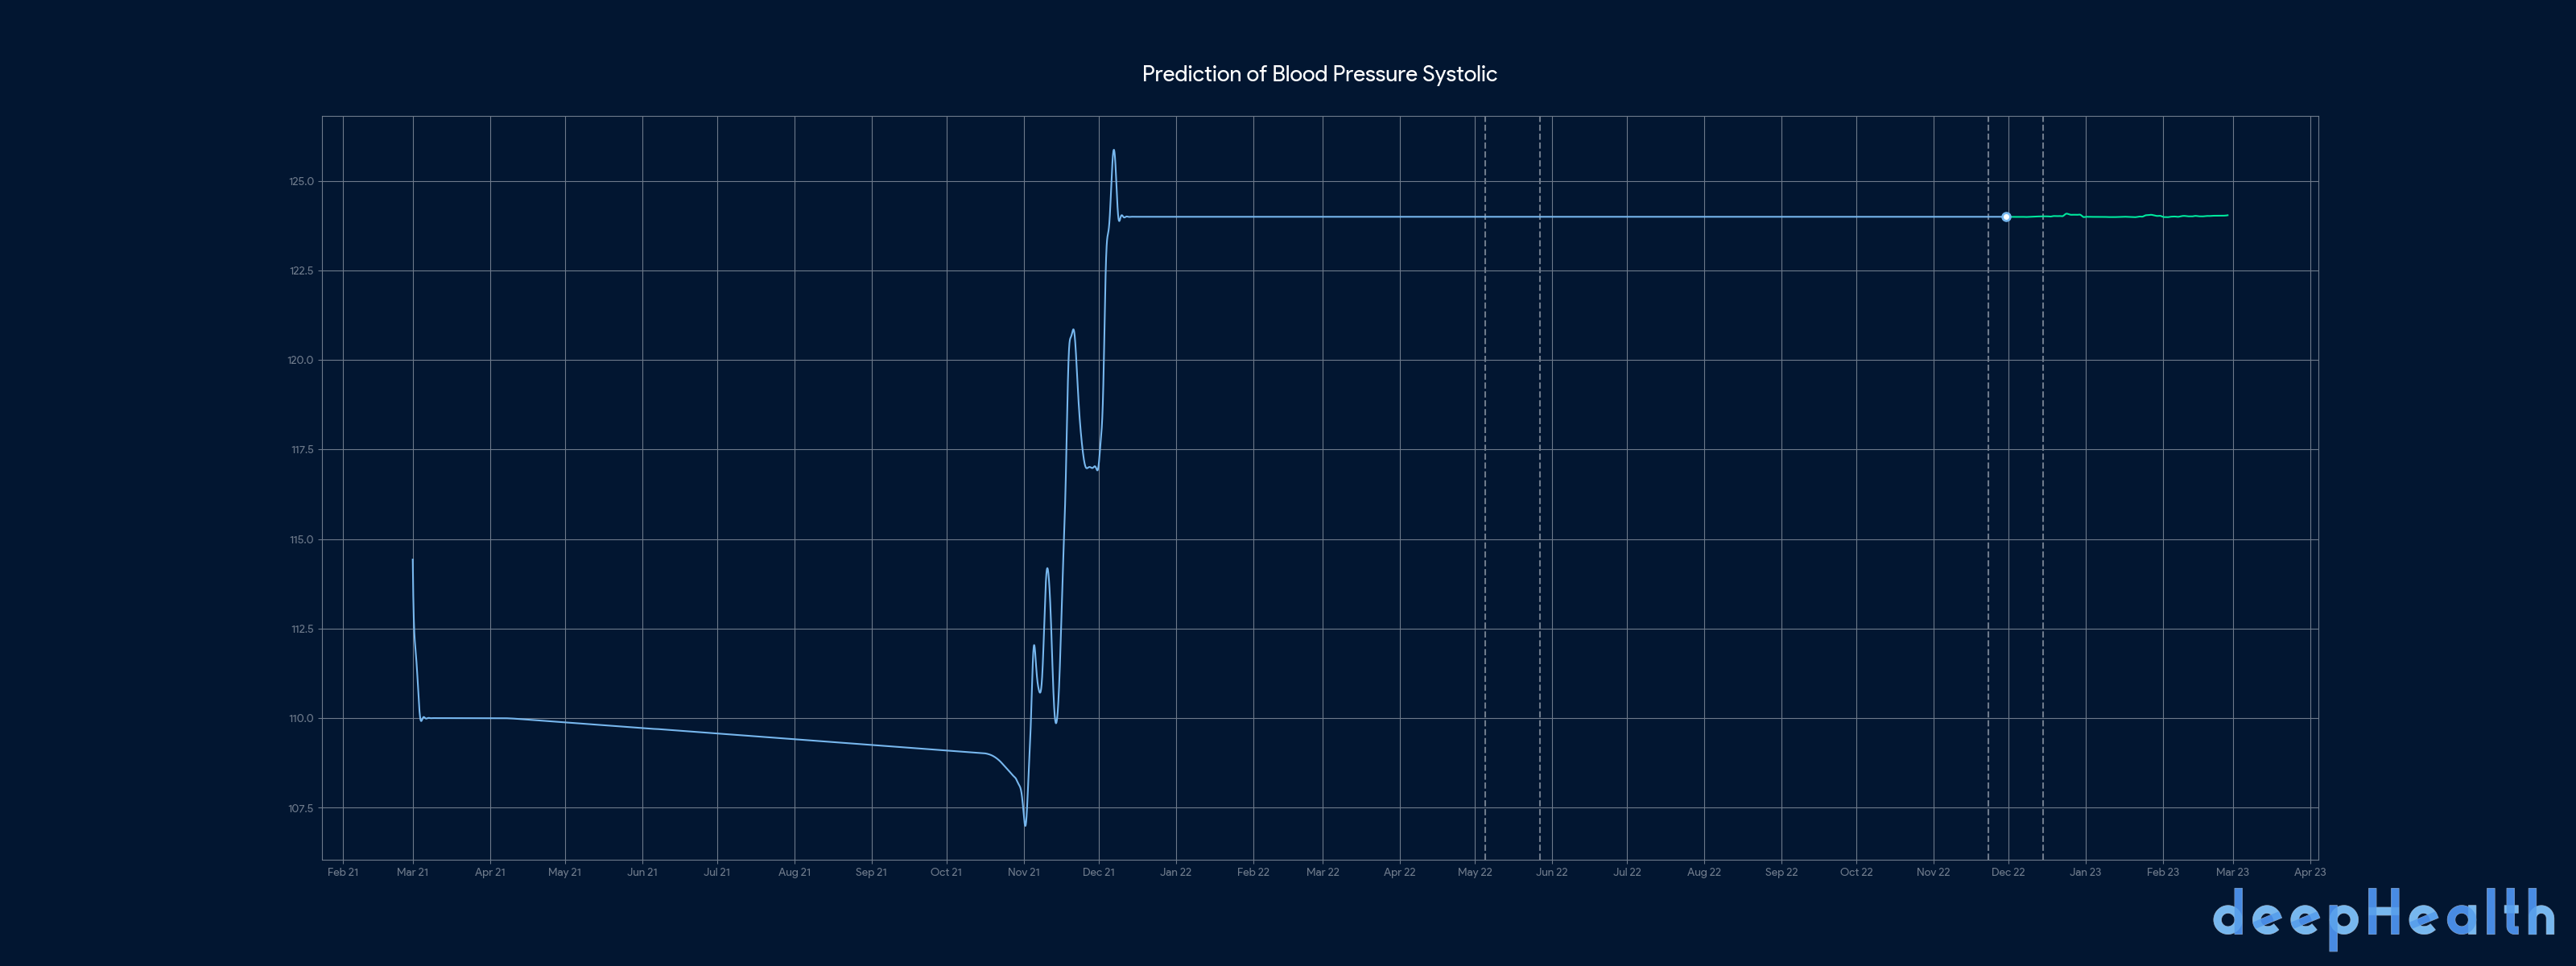 Prediction of Blood Pressure Systolic
125.0
122.5
120.0
117.5
115.0
112.5
110.0
107.5
Feb 21 Mar 21 Apr 21 May 21 Jun 21 Jul 21 Aug 21 Sep 21 Oct 21 Nov 21 Dec 21 Jan 22 Feb 22 Mar 22 Apr 22 May 22 Jun 22 Jul 22 Aug 22 Sep 22 Oct 22 Nov 22 Dec 22 Jan 23 Feb 23 Mar 23 Apr 23
deepHealth